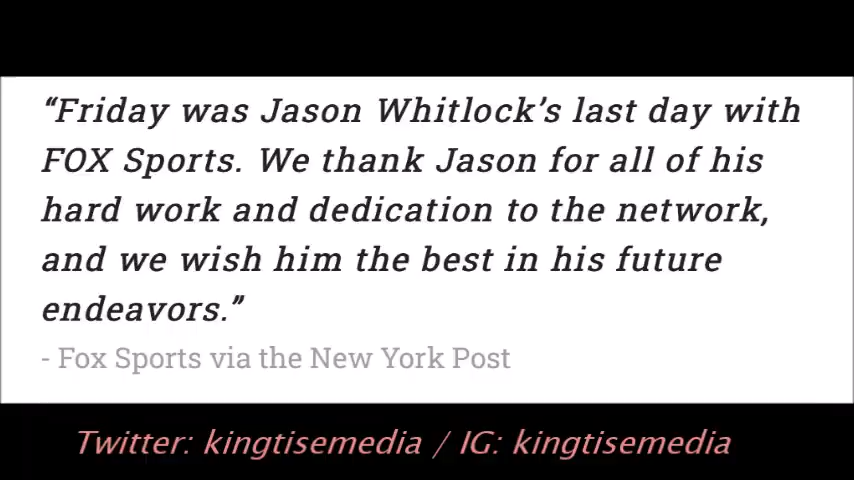 “Friday was Jason Whitlock’s last day with
FOX Sports. We thank Jason for all of his
hard work and dedication to the network,
and we wish him the best in his future
endeavors.”
- Fox Sports via the New York Post
Twitter: kingtisemedia / IG: kingtisemedia